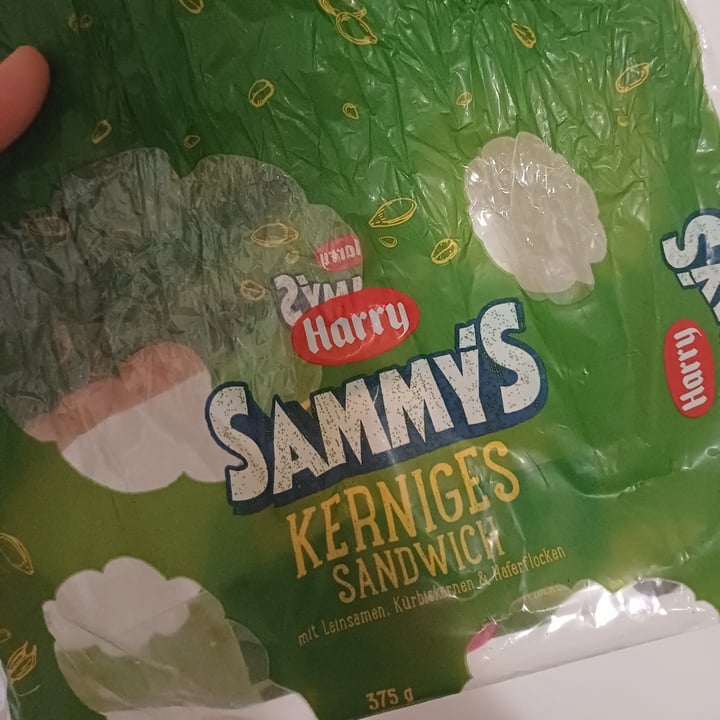 Harry
SAMMY'S
KERNIGES
SANDWICH
mit Leinsamen, Kürbiskernen & Haferflocken
375 g
Harry